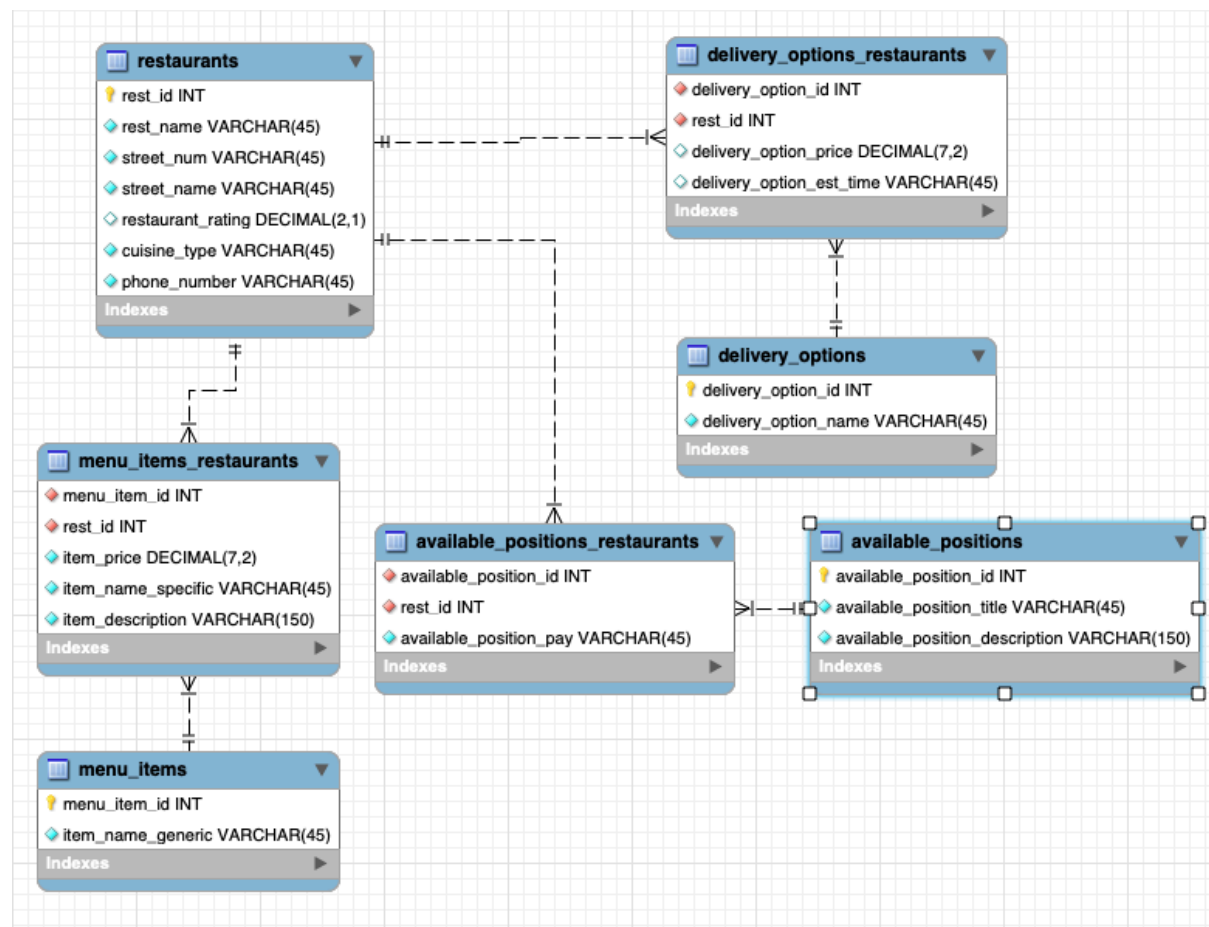 restaurants
rest_id INT
rest_name VARCHAR(45)
street_num VARCHAR(45)
street_name VARCHAR(45)
restaurant_rating DECIMAL(2,1)
cuisine_type VARCHAR(45)
phone_number VARCHAR(45)
Indexes
delivery_options_restaurants
delivery_option_id INT
rest_id INT
delivery_option_price DECIMAL(7,2)
delivery_option_est_time VARCHAR(45)
Indexes
delivery_options
delivery_option_id INT
delivery_option_name VARCHAR(45)
Indexes
menu_items_restaurants
menu_item_id INT
rest_id INT
item_price DECIMAL(7,2)
item_name_specific VARCHAR(45)
item_description VARCHAR(150)
Indexes
available_positions_restaurants
available_position_id INT
rest_id INT
available_position_pay VARCHAR(45)
Indexes
available_positions
available_position_id INT
available_position_title VARCHAR(45)
available_position_description VARCHAR(150)
Indexes
menu_items
menu_item_id INT
item_name_generic VARCHAR(45)
Indexes